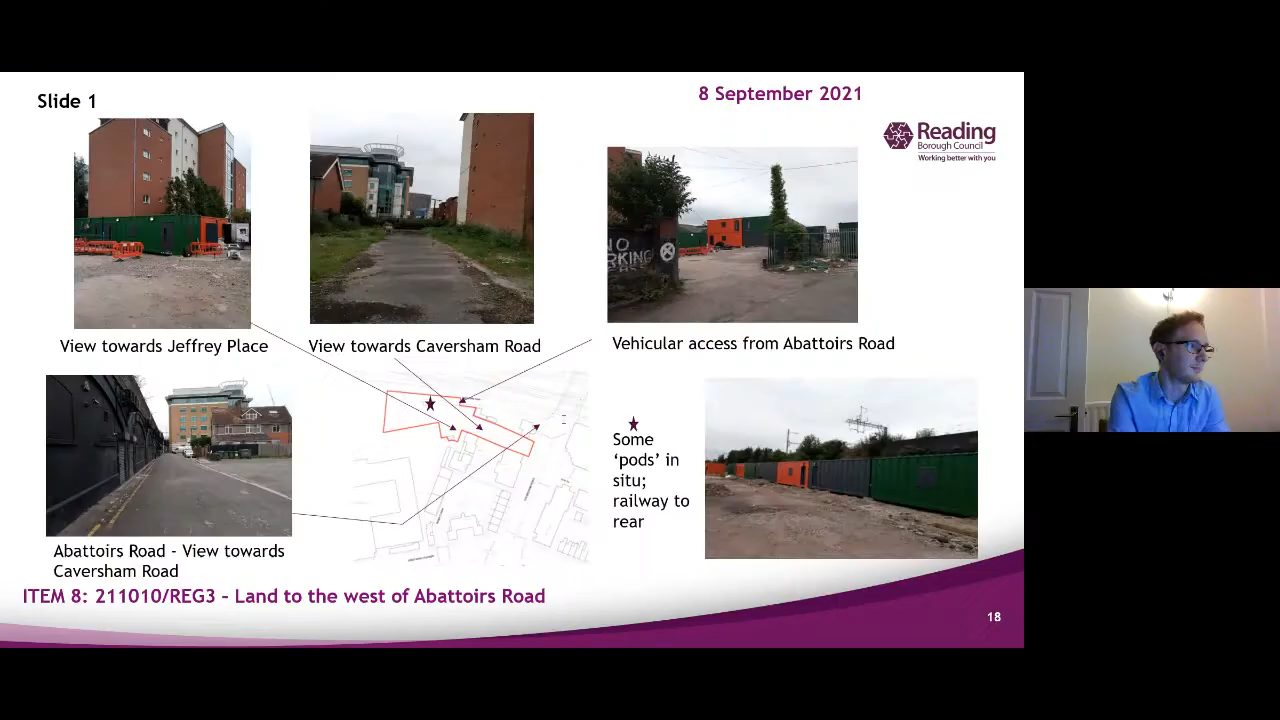 Slide 1
8 September 2021
Reading
Borough Council
Working better with you
NO
View towards Jeffrey Place
View towards Caversham Road
Vehicular access from Abattoirs Road
Some
‘pods’ in
situ;
railway to
rear
Abattoirs Road - View towards
Caversham Road
ITEM 8: 211010/REG3 – Land to the west of Abattoirs Road
18